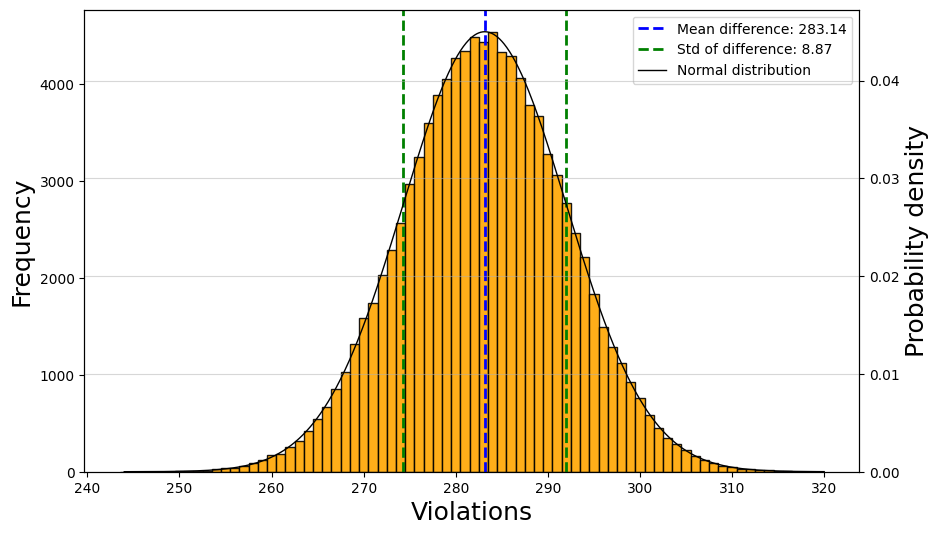 Mean difference: 283.14
Std of difference: 8.87
Normal distribution
Frequency
4000
3000
2000
1000
0
0.04
0.03
0.02
0.01
0.00
Probability density
240 250 260 270 280 290 300 310 320
Violations